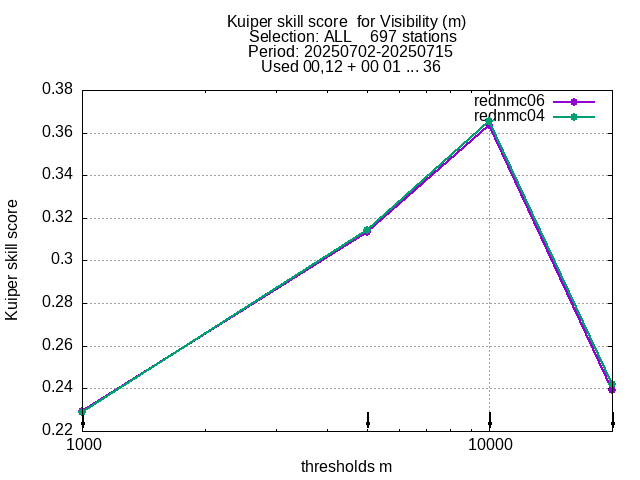 Kuiper skill score  for Visibility (m)
Selection: ALL    697 stations
Period: 20250702-20250715
Used 00,12 + 00 01 ... 36
rednmc06
rednmc04
0.38
0.36
0.34
0.32
0.3
0.28
0.26
0.24
0.22
Kuiper skill score
1000
10000
thresholds m